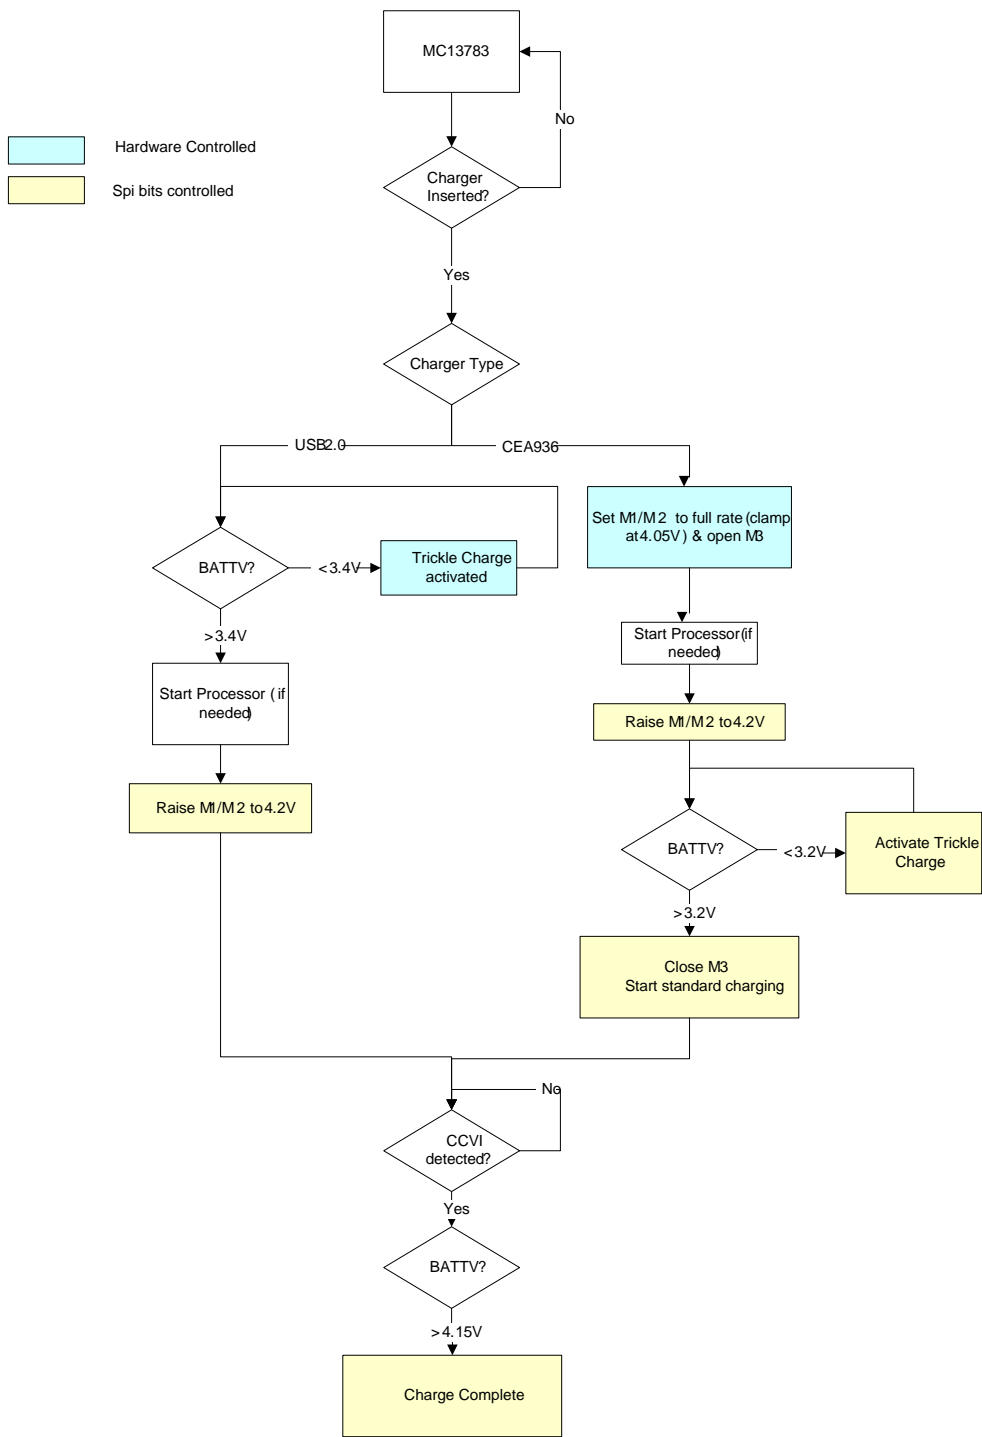 MC13783
No
Hardware Controlled
Spi bits controlled
Charger
Inserted?
Yes
Charger Type
USB2.0
CEA936
Set M1/M2 to full rate (clamp
at 4.05V) & open M3
BATTV?
<3.4V
Trickle Charge
activated
>3.4V
Start Processor (if
needed)
Start Processor (if
needed)
Raise M1/M2 to 4.2V
Raise M1/M2 to 4.2V
BATTV?
<3.2V
Activate Trickle
Charge
>3.2V
Close M3
Start standard charging
No
CCVI
detected?
Yes
BATTV?
>4.15V
Charge Complete